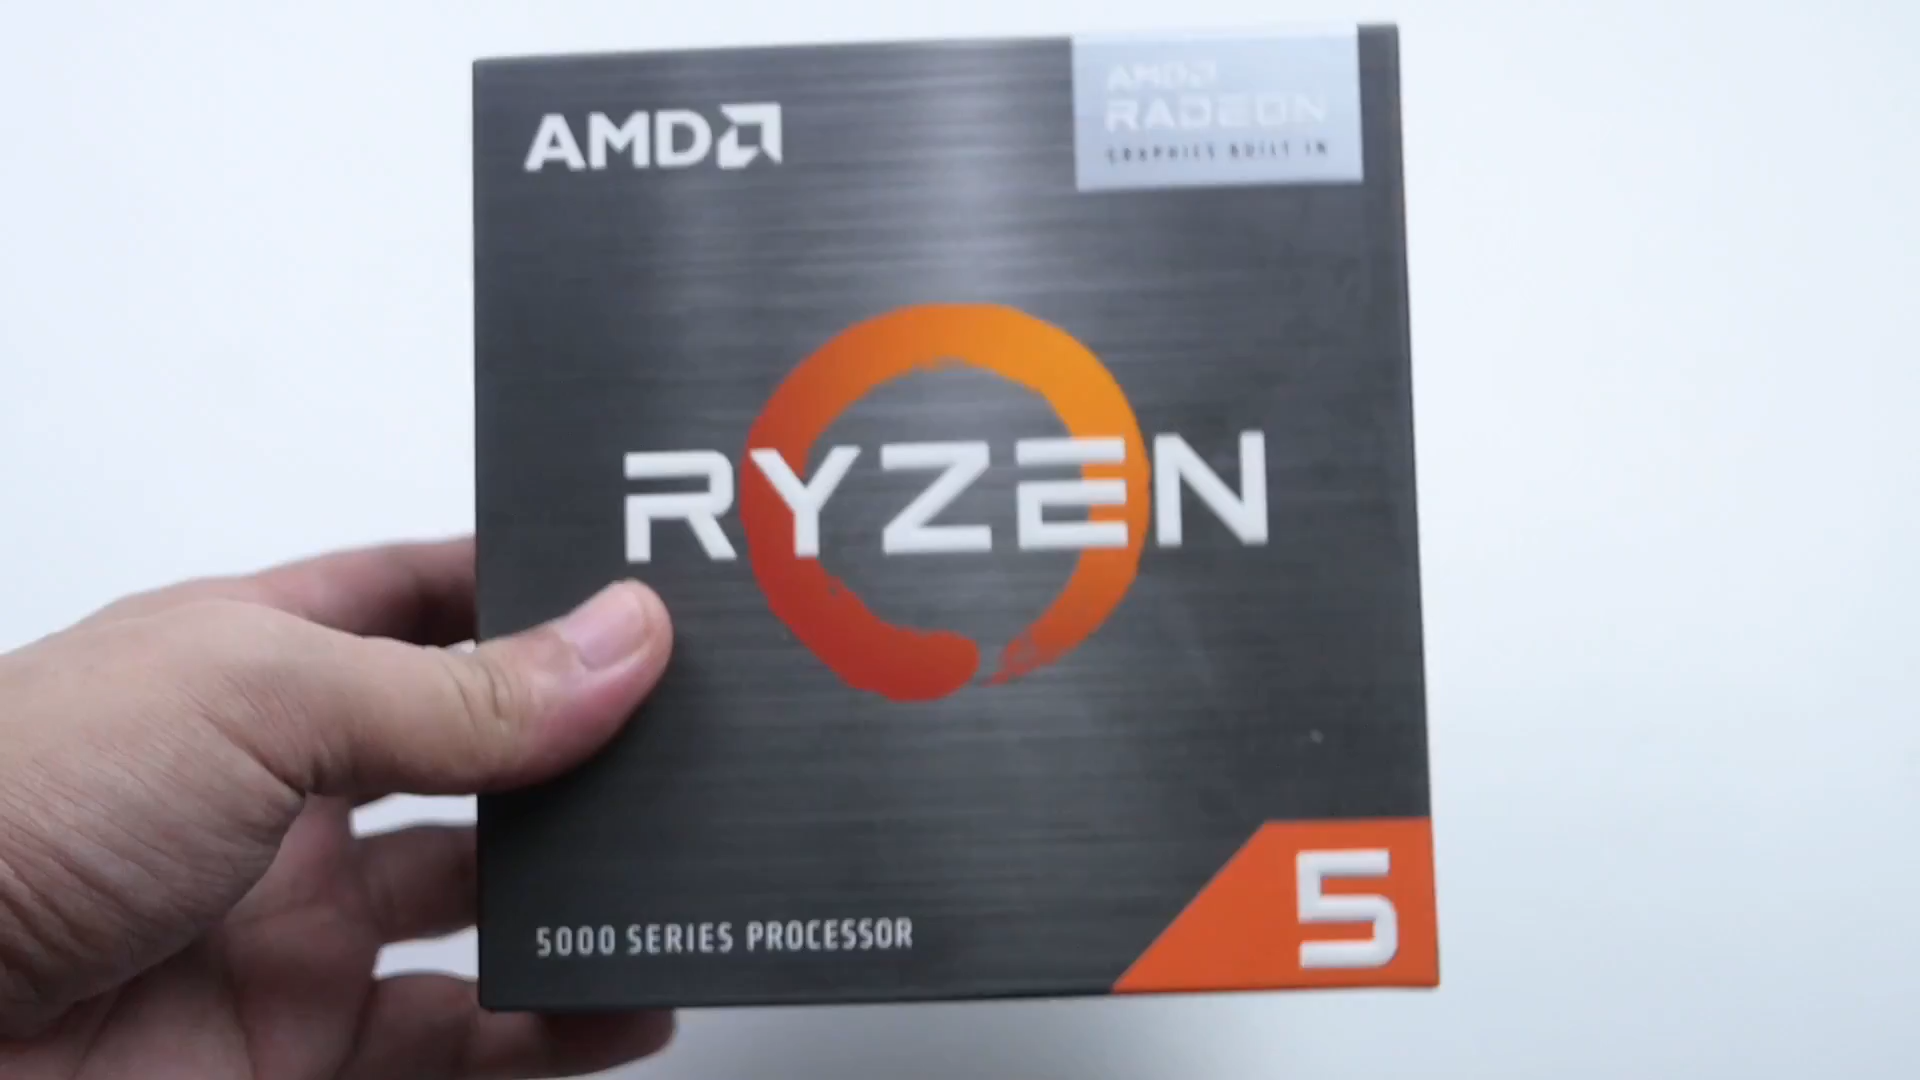 AMD
AMD
RADEON
GRAPHICS BUILT IN
RYZEN
5000 SERIES PROCESSOR
5